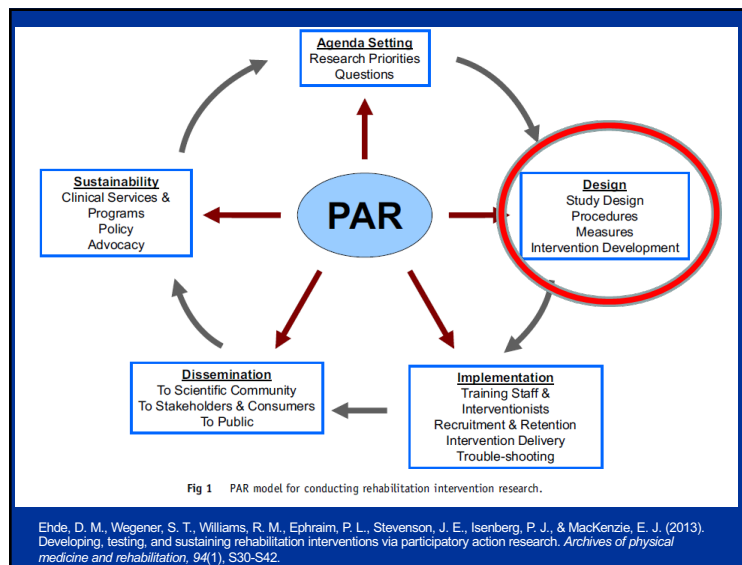 Agenda Setting
Research Priorities
Questions
Sustainability
Clinical Services &
Programs
Policy
Advocacy
PAR
Design
Study Design
Procedures
Measures
Intervention Development
Dissemination
To Scientific Community
To Stakeholders & Consumers
To Public
Implementation
Training Staff &
Interventionists
Recruitment & Retention
Intervention Delivery
Trouble-shooting
Fig 1 PAR model for conducting rehabilitation intervention research.
Ehde, D. M., Wegener, S. T., Williams, R. M., Ephraim, P. L., Stevenson, J. E., Isenberg, P. J., & MacKenzie, E. J. (2013).
Developing, testing, and sustaining rehabilitation interventions via participatory action research. Archives of physical
medicine and rehabilitation, 94(1), S30-S42.